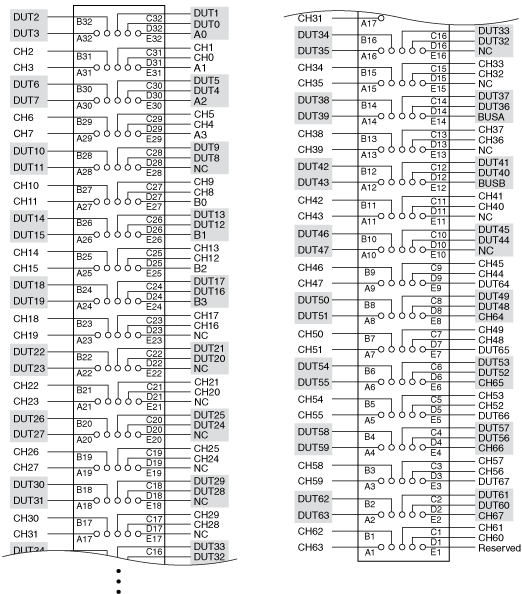 DUT2 B32 C32 DUT1
D32 DUT0
DUT3 A32 E32 A0
CH2 B31 C31 CH1
D31 CH0
CH3 A31 E31 A1
DUT6 B30 C30 DUT5
D30 DUT4
DUT7 A30 E30 A2
CH6 B29 C29 CH5
D29 CH4
CH7 A29 E29 A3
DUT10 B28 C28 DUT9
D28 DUT8
DUT11 A28 E28 NC
CH10 B27 C27 CH9
D27 CH8
CH11 A27 E27 B0
DUT14 B26 C26 DUT13
D26 DUT12
DUT15 A26 E26 B1
CH14 B25 C25 CH13
D25 CH12
CH15 A25 E25 B2
DUT18 B24 C24 DUT17
D24 DUT16
DUT19 A24 E24 B3
CH18 B23 C23 CH17
D23 CH16
CH19 A23 E23 NC
DUT22 B22 C22 DUT21
D22 DUT20
DUT23 A22 E22 NC
CH22 B21 C21 CH21
D21 CH20
CH23 A21 E21 NC
DUT26 B20 C20 DUT25
D20 DUT24
DUT27 A20 E20 NC
CH26 B19 C19 CH25
D19 CH24
CH27 A19 E19 NC
DUT30 B18 C18 DUT29
D18 DUT28
DUT31 A18 E18 NC
CH30 B17 C17 CH29
D17 CH28
CH31 A17 E17 NC
DUT34 C16 DUT33
DUT32
CH31 A17
DUT34 B16 C16 DUT33
D16 DUT32
DUT35 A16 E16 NC
CH34 B15 C15 CH33
D15 CH32
CH35 A15 E15 NC
DUT38 B14 C14 DUT37
D14 DUT36
DUT39 A14 E14 BUSA
CH38 B13 C13 CH37
D13 CH36
CH39 A13 E13 NC
DUT42 B12 C12 DUT41
D12 DUT40
DUT43 A12 E12 BUSB
CH42 B11 C11 CH41
D11 CH40
CH43 A11 E11 NC
DUT46 B10 C10 DUT45
D10 DUT44
DUT47 A10 E10 NC
CH46 B9 C9 CH45
D9 CH44
CH47 A9 E9 DUT64
DUT50 B8 C8 DUT49
D8 DUT48
DUT51 A8 E8 CH64
CH50 B7 C7 CH49
D7 CH48
CH51 A7 E7 DUT65
DUT54 B6 C6 DUT53
D6 DUT52
DUT55 A6 E6 CH65
CH54 B5 C5 CH53
D5 CH52
CH55 A5 E5 DUT66
DUT58 B4 C4 DUT57
D4 DUT56
DUT59 A4 E4 CH66
CH58 B3 C3 CH57
D3 CH56
CH59 A3 E3 DUT67
DUT62 B2 C2 DUT61
D2 DUT60
DUT63 A2 E2 CH67
CH62 B1 C1 CH61
D1 CH60
CH63 A1 E1 Reserved